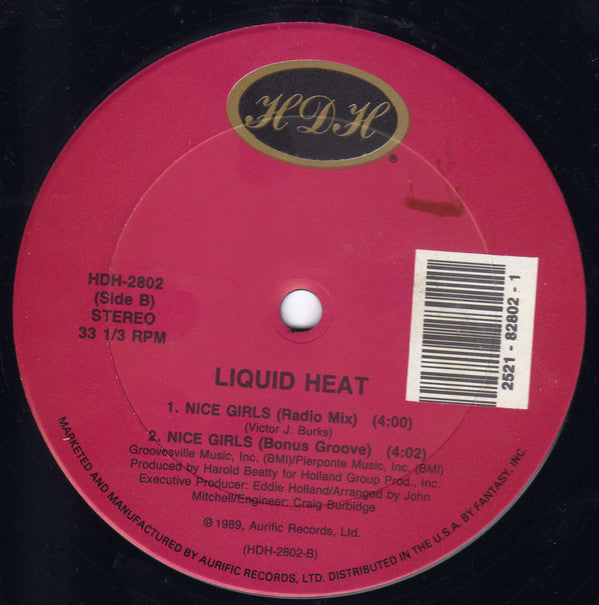 HDH
®
HDH-2802
(Side B)
STEREO
33 1/3 RPM
2521 - 82802 - 1
LIQUID HEAT
1. NICE GIRLS (Radio Mix) (4:00)
(Victor J. Burks)
2. NICE GIRLS (Bonus Groove) (4:02)
Groovesville Music, Inc. (BMI)/Pierponte Music, Inc. (BMI)
Produced by Harold Beatty for Holland Group Prod., Inc.
Executive Producer: Eddie Holland/Arranged by John
Mitchell/Engineer: Craig Burbidge
℗ 1989, Aurific Records, Ltd.
(HDH-2802-B)
MARKETED AND MANUFACTURED BY AURIFIC RECORDS, LTD. DISTRIBUTED IN THE U.S.A. BY FANTASY, INC.